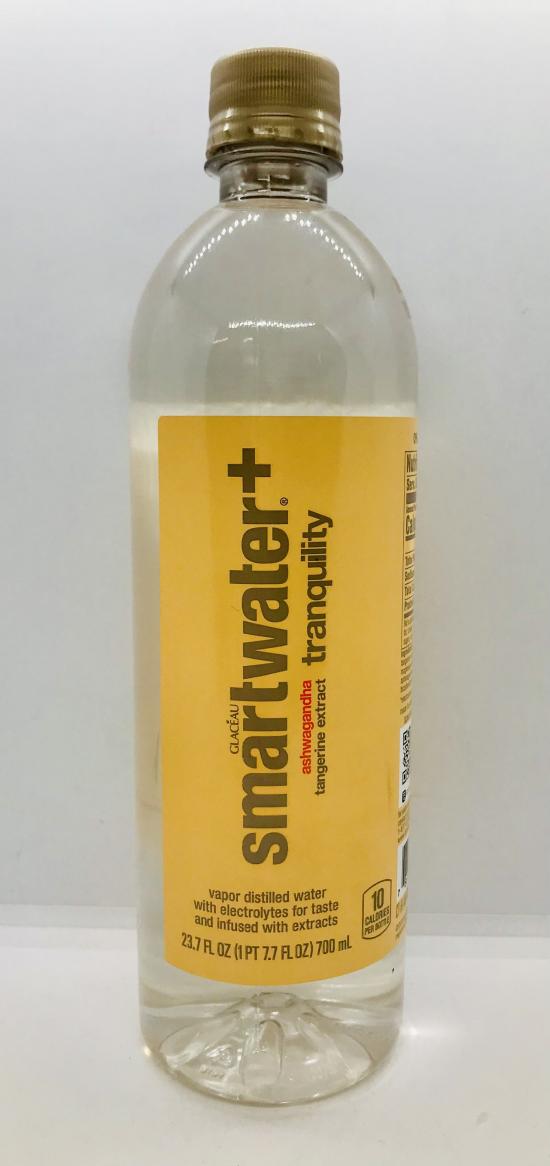 GLACÉAU
smartwater+®
ashwagandha
tangerine extract
tranquility
vapor distilled water
with electrolytes for taste
and infused with extracts
23.7 FL OZ (1 PT 7.7 FL OZ) 700 mL
10
CALORIES
PER BOTTLE